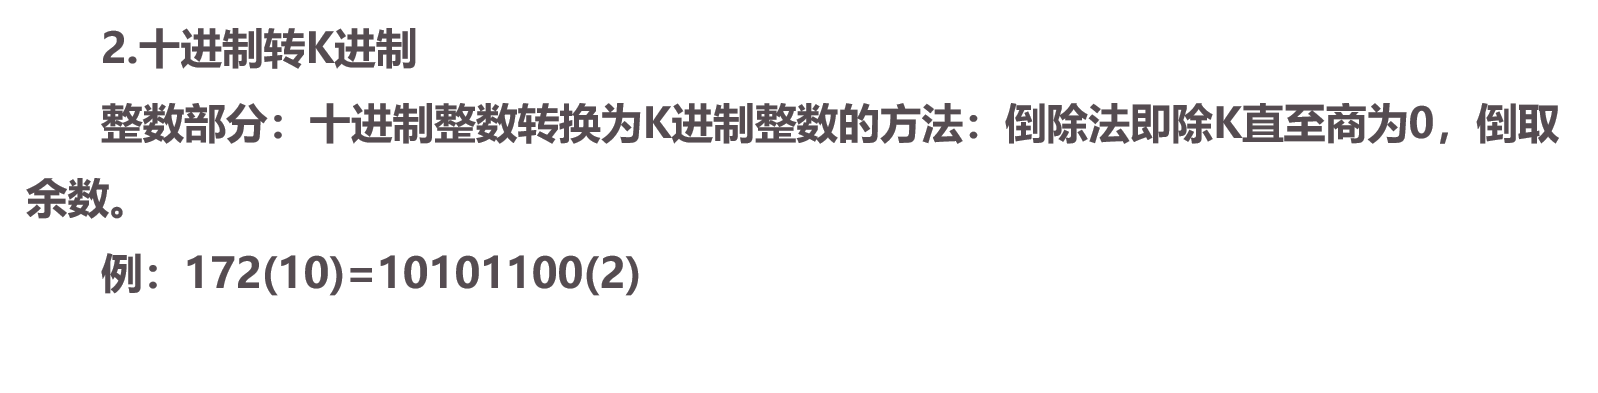 2.十进制转K进制
整数部分：十进制整数转换为K进制整数的方法：倒除法即除K直至商为0，倒取
余数。
例：172(10)=10101100(2)